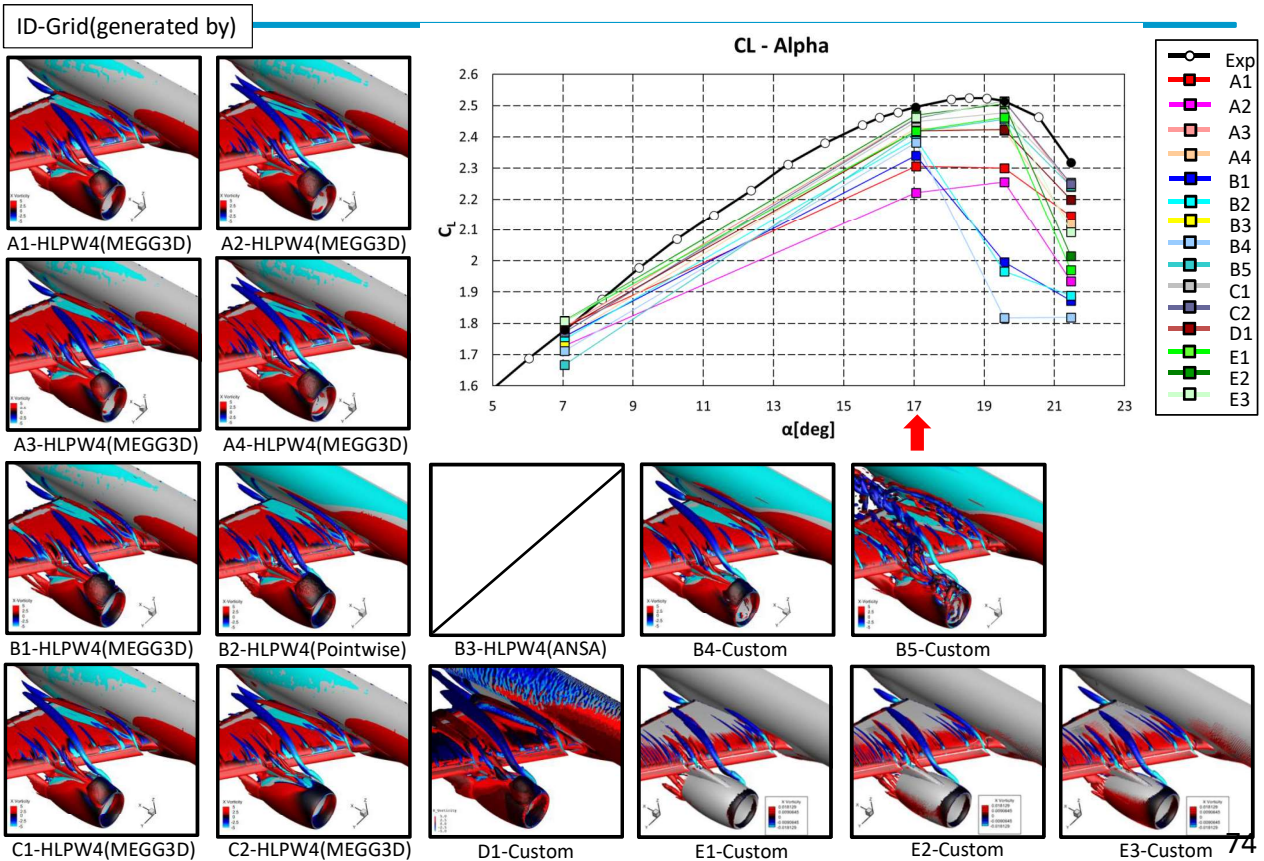 ID-Grid(generated by)
CL - Alpha
2.6
2.5
2.4
2.3
2.2
2.1
2
1.9
1.8
1.7
1.6
CL
5
7
9
11
13
15
17
19
21
23
α[deg]
Exp
A1
A2
A3
A4
B1
B2
B3
B4
B5
C1
C2
D1
E1
E2
E3
A1-HLPW4(MEGG3D)
A2-HLPW4(MEGG3D)
A3-HLPW4(MEGG3D)
A4-HLPW4(MEGG3D)
B1-HLPW4(MEGG3D)
B2-HLPW4(Pointwise)
B3-HLPW4(ANSA)
B4-Custom
B5-Custom
C1-HLPW4(MEGG3D)
C2-HLPW4(MEGG3D)
D1-Custom
E1-Custom
E2-Custom
E3-Custom
74